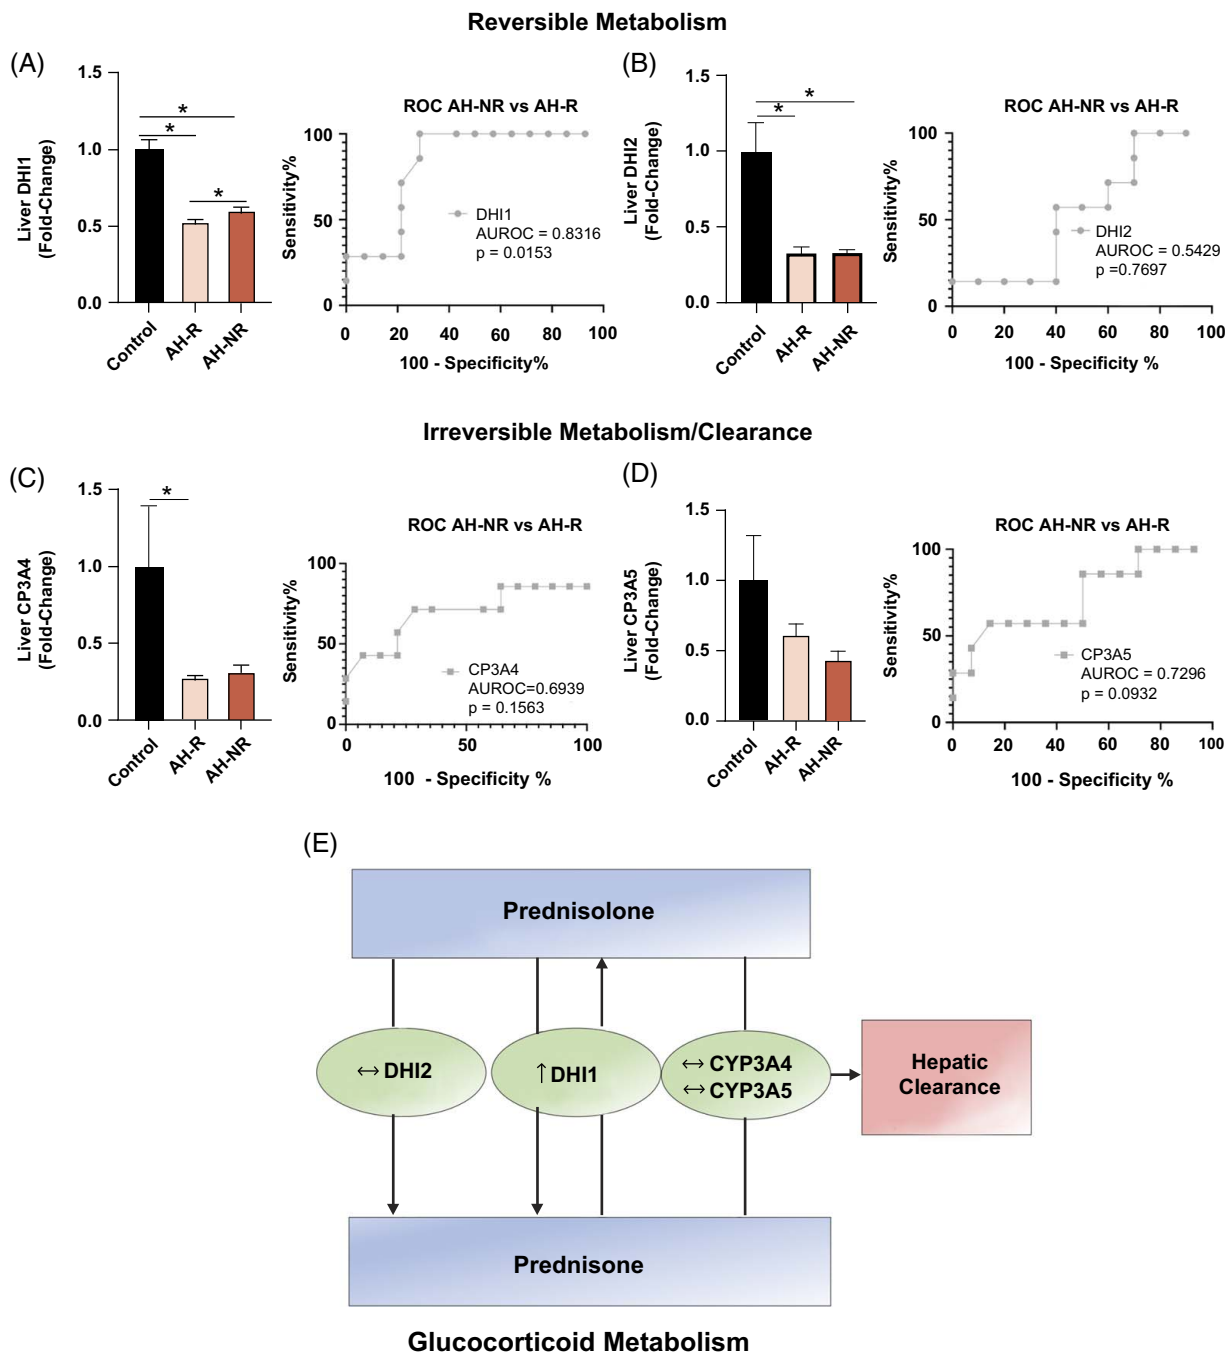 Reversible Metabolism
(A)
Liver DHI1
(Fold-Change)
1.5
1.0
0.5
0.0
*
*
*
Control
AH-R
AH-NR
ROC AH-NR vs AH-R
Sensitivity%
100
50
0
DHI1
AUROC = 0.8316
p = 0.0153
0 20 40 60 80 100
100 - Specificity%
(B)
Liver DHI2
(Fold-Change)
1.5
1.0
0.5
0.0
*
*
Control
AH-R
AH-NR
ROC AH-NR vs AH-R
Sensitivity%
100
50
0
DHI2
AUROC = 0.5429
p =0.7697
0 20 40 60 80 100
100 - Specificity %
Irreversible Metabolism/Clearance
(C)
Liver CP3A4
(Fold-Change)
1.5
1.0
0.5
0.0
*
Control
AH-R
AH-NR
ROC AH-NR vs AH-R
Sensitivity%
100
50
0
CP3A4
AUROC=0.6939
p = 0.1563
0 50 100
100 - Specificity %
(D)
Liver CP3A5
(Fold-Change)
1.5
1.0
0.5
0.0
Control
AH-R
AH-NR
ROC AH-NR vs AH-R
Sensitivity%
100
50
0
CP3A5
AUROC = 0.7296
p = 0.0932
0 20 40 60 80 100
100 - Specificity %
(E)
Prednisolone
↔ DHI2
↑ DHI1
↔ CYP3A4
↔ CYP3A5
Hepatic
Clearance
Prednisone
Glucocorticoid Metabolism